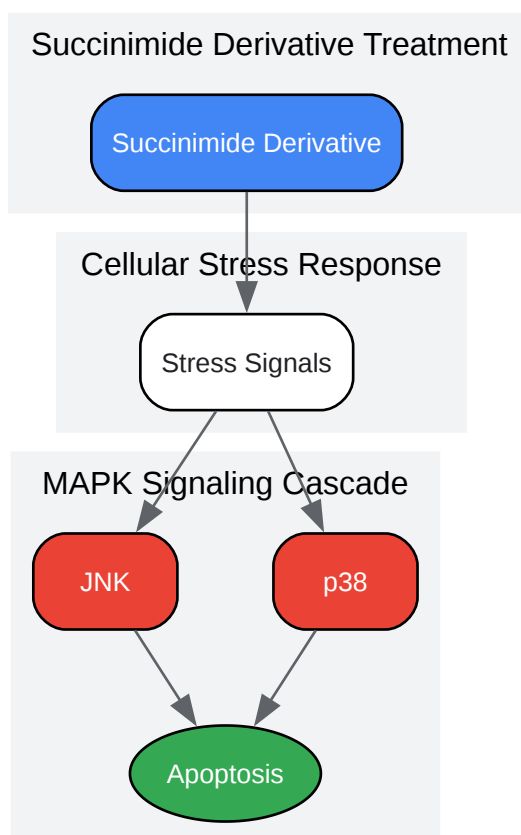 Succinimide Derivative Treatment
Succinimide Derivative
Cellular Stress Response
Stress Signals
MAPK Signaling Cascade
JNK
p38
Apoptosis